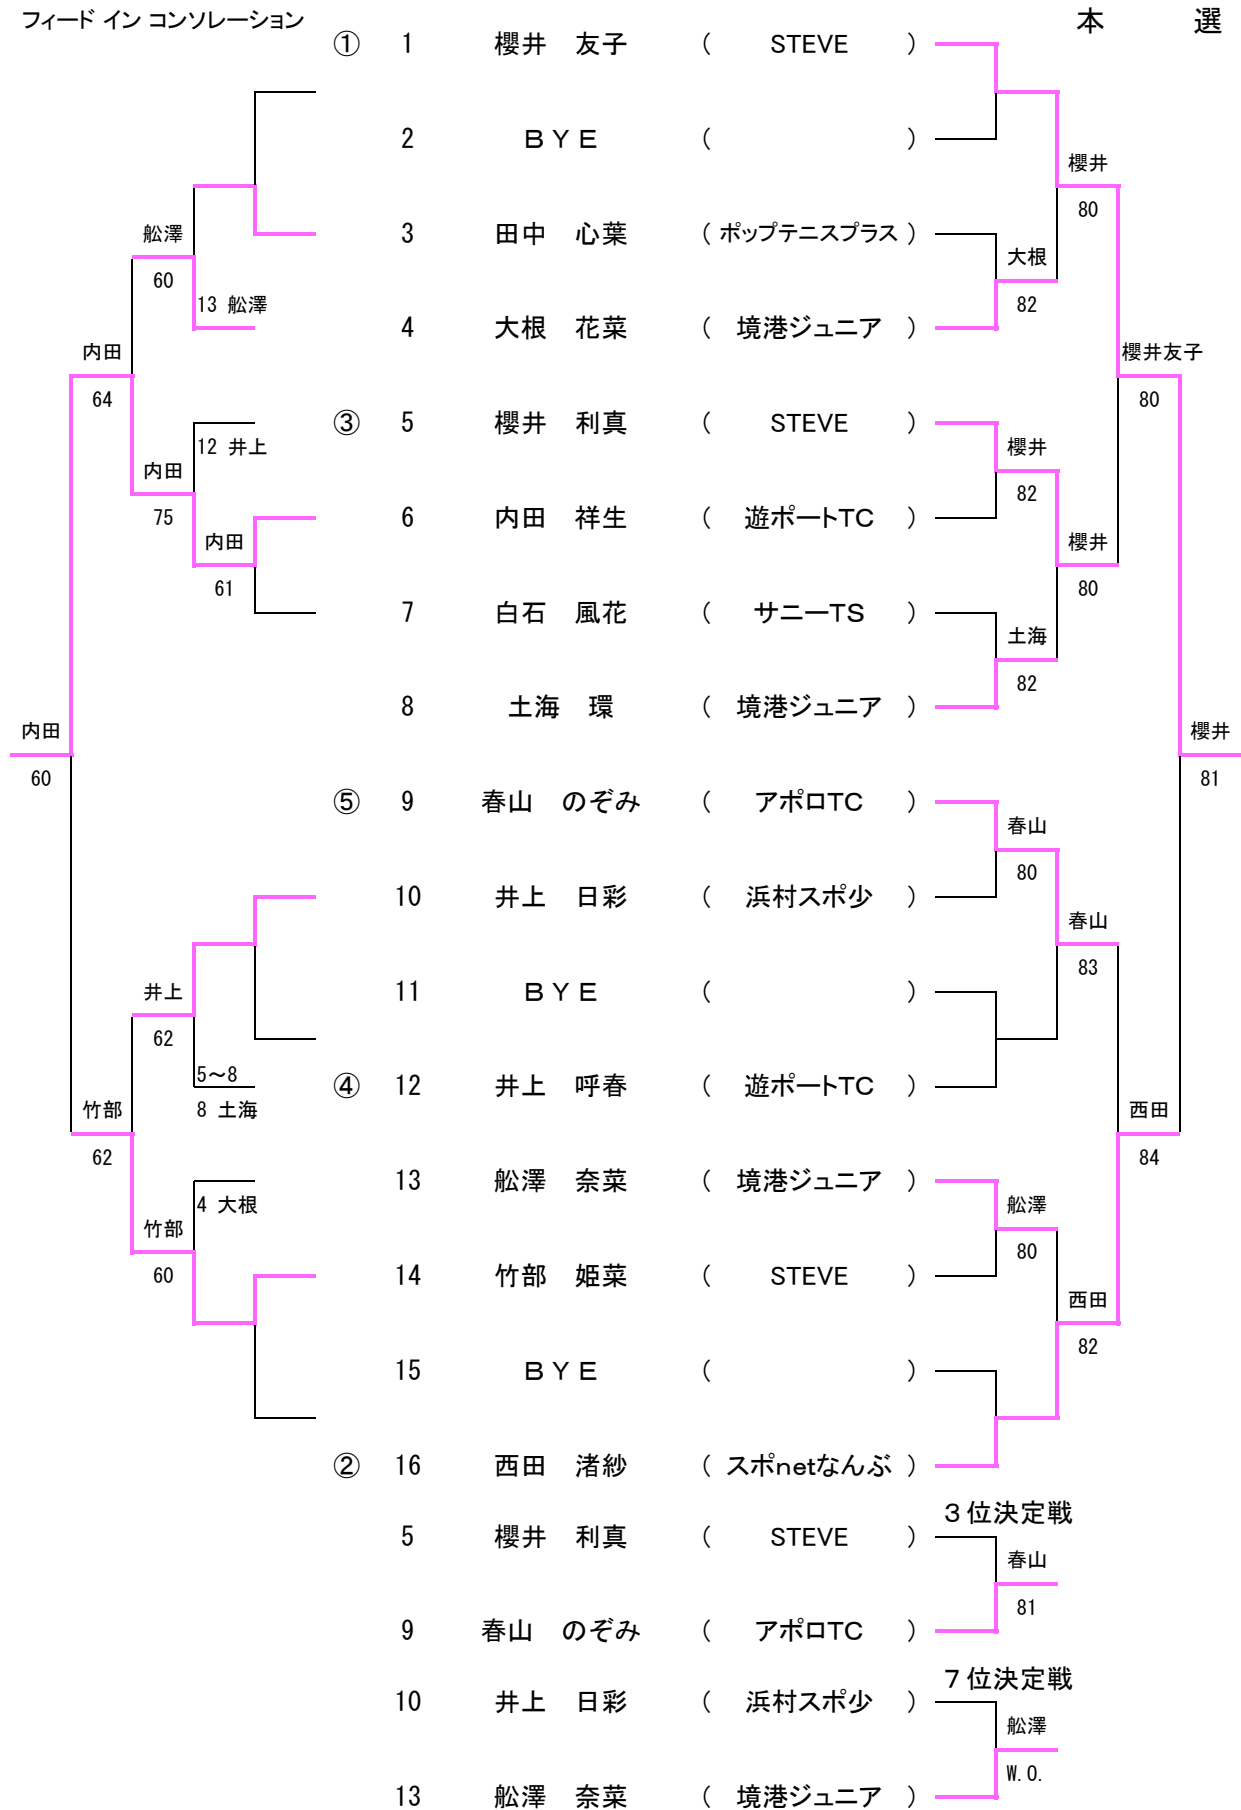 フィード イン コンソレーション
本 選
① 1 櫻井 友子 ( STEVE )
2 BYE ( )
櫻井
80
舩澤
3 田中 心葉 ( ポップテニスプラス )
大根
60
13 舩澤
82
4 大根 花菜 ( 境港ジュニア )
内田
櫻井友子
64
80
③ 5 櫻井 利真 ( STEVE )
12 井上
櫻井
内田
82
75
6 内田 祥生 ( 遊ポートTC )
内田
櫻井
61
80
7 白石 風花 ( サニーTS )
土海
82
8 土海 環 ( 境港ジュニア )
内田
櫻井
60
81
⑤ 9 春山 のぞみ ( アポロTC )
春山
80
10 井上 日彩 ( 浜村スポ少 )
春山
83
井上
11 BYE ( )
62
5～8
④ 12 井上 呼春 ( 遊ポートTC )
竹部
8 土海
西田
62
84
13 舩澤 奈菜 ( 境港ジュニア )
4 大根
舩澤
竹部
80
60
14 竹部 姫菜 ( STEVE )
西田
82
15 BYE ( )
② 16 西田 渚紗 ( スポnetなんぶ )
３位決定戦
5 櫻井 利真 ( STEVE )
春山
81
9 春山 のぞみ ( アポロTC )
７位決定戦
10 井上 日彩 ( 浜村スポ少 )
舩澤
W.O.
13 舩澤 奈菜 ( 境港ジュニア )